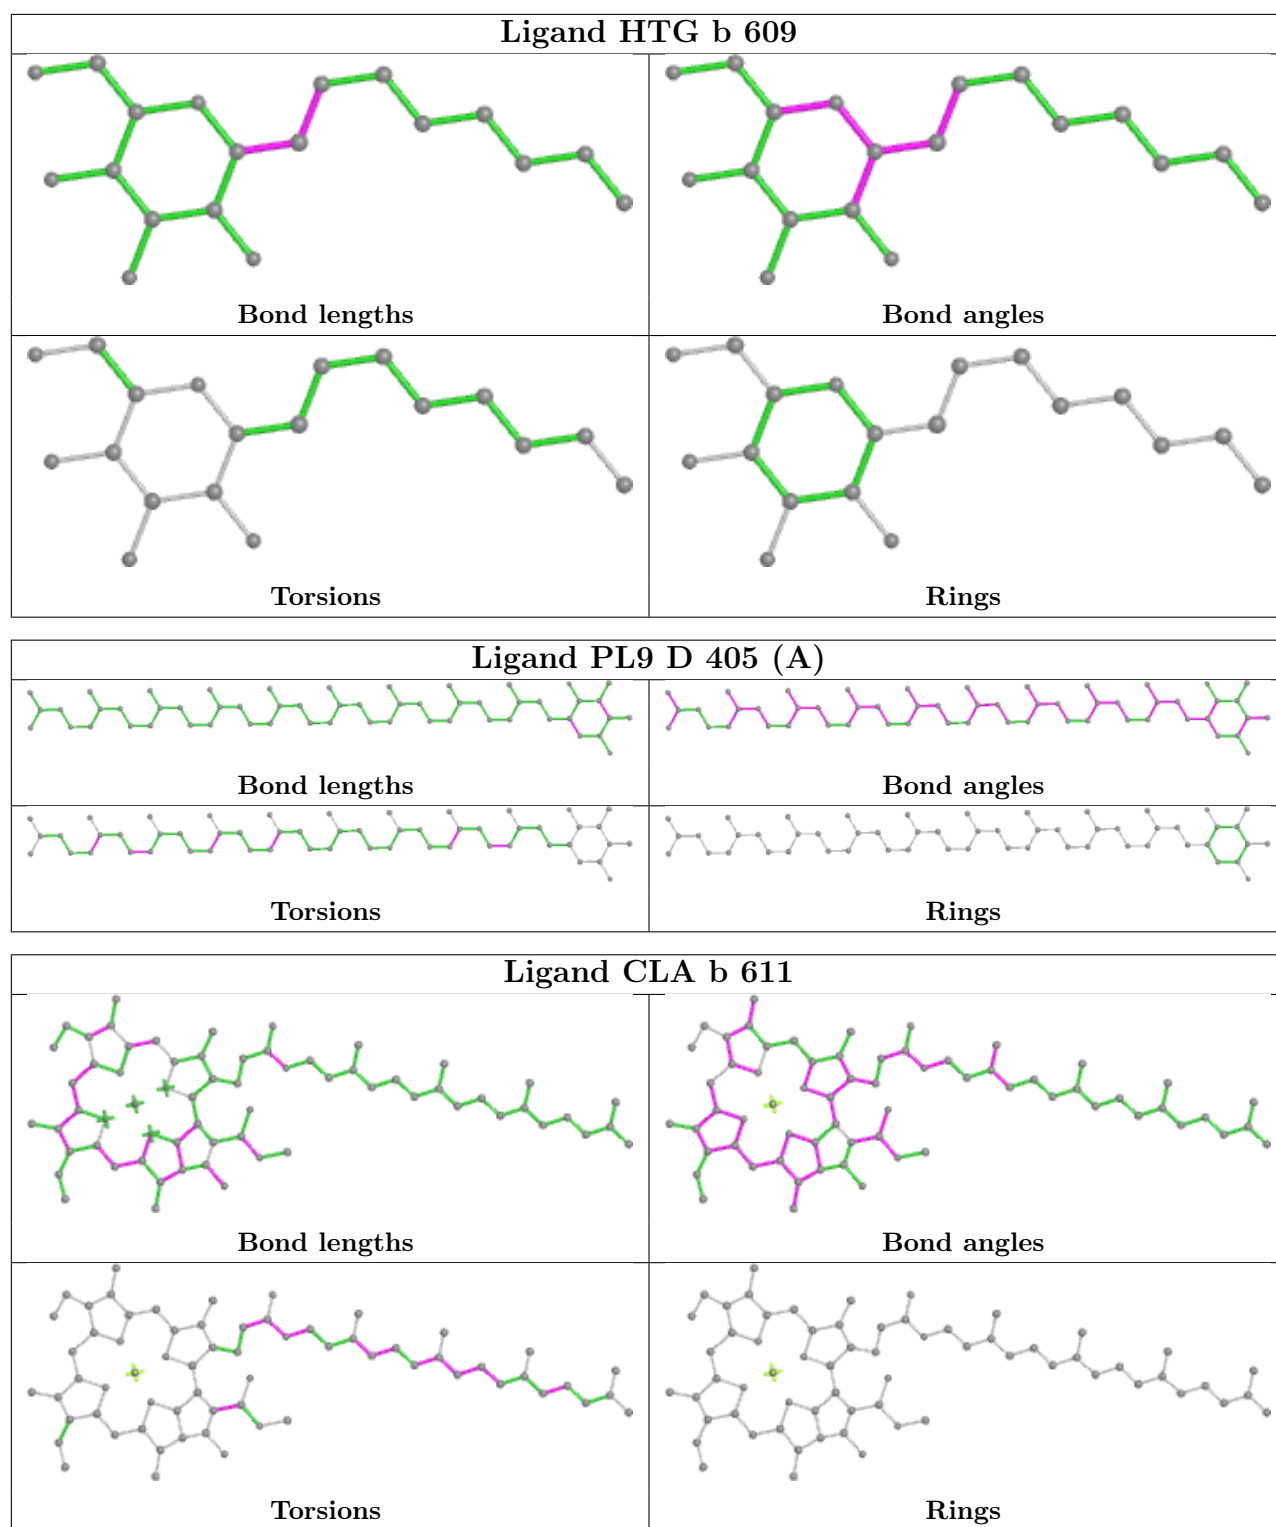 Ligand HTG b 609
Bond lengths
Bond angles
Torsions
Rings
Ligand PL9 D 405 (A)
Bond lengths
Bond angles
Torsions
Rings
Ligand CLA b 611
Bond lengths
Bond angles
Torsions
Rings